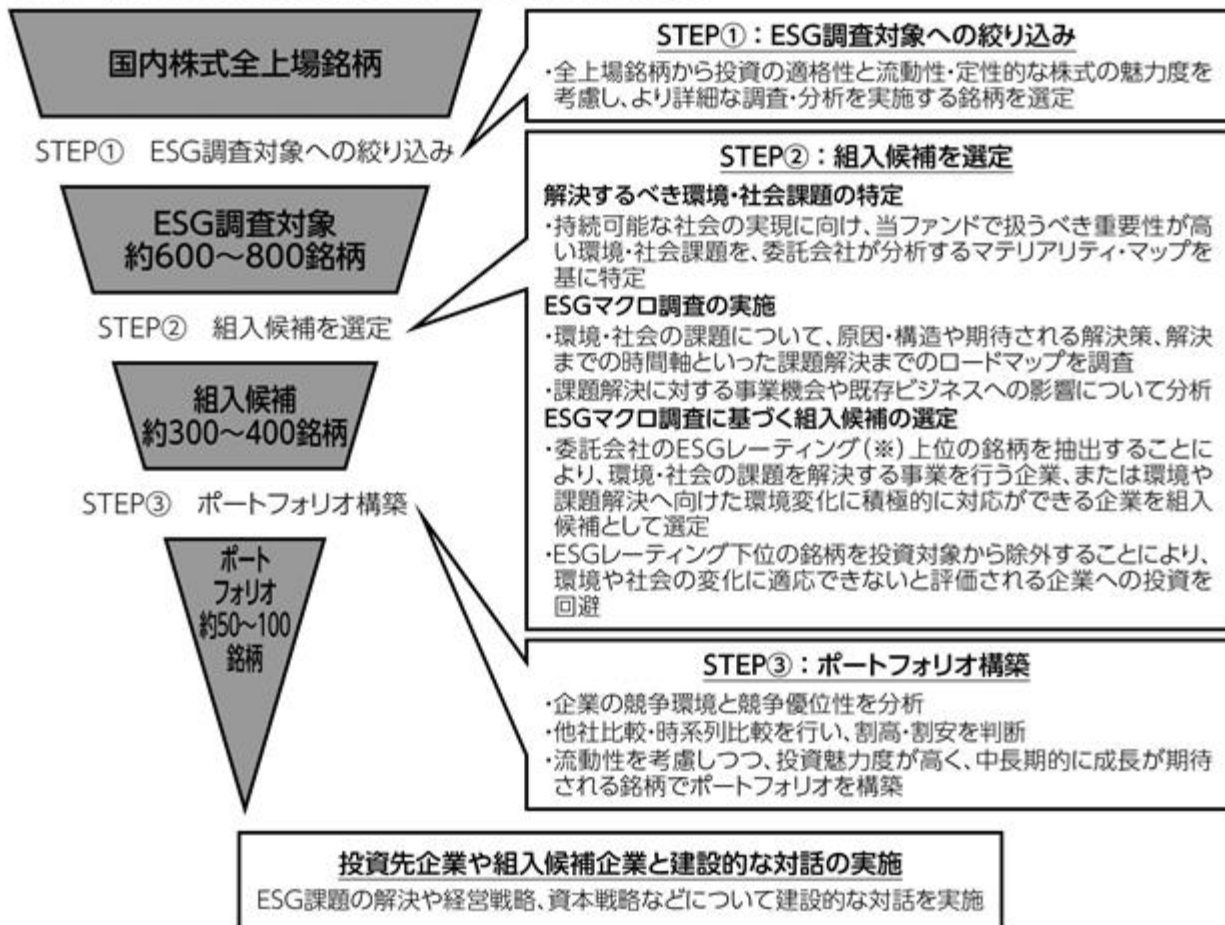 国内株式全上場銘柄
STEP① ESG調査対象への絞り込み
ESG調査対象
約600～800銘柄
STEP② 組入候補を選定
組入候補
約300～400銘柄
STEP③ ポートフォリオ構築
ポート
フォリオ
約50～100
銘柄
STEP①：ESG調査対象への絞り込み
・全上場銘柄から投資の適格性と流動性・定性的な株式の魅力度を
考慮し、より詳細な調査・分析を実施する銘柄を選定
STEP②：組入候補を選定
解決するべき環境・社会課題の特定
・持続可能な社会の実現に向け、当ファンドで扱うべき重要性が高
い環境・社会課題を、委託会社が分析するマテリアリティ・マップを
基に特定
ESGマクロ調査の実施
・環境・社会の課題について、原因・構造や期待される解決策、解決
までの時間軸といった課題解決までのロードマップを調査
・課題解決に対する事業機会や既存ビジネスへの影響について分析
ESGマクロ調査に基づく組入候補の選定
・委託会社のESGレーティング(※)上位の銘柄を抽出することに
より、環境・社会の課題を解決する事業を行う企業、または環境や
課題解決へ向けた環境変化に積極的に対応ができる企業を組入
候補として選定
・ESGレーティング下位の銘柄を投資対象から除外することにより、
環境や社会の変化に適応できないと評価される企業への投資を
回避
STEP③：ポートフォリオ構築
・企業の競争環境と競争優位性を分析
・他社比較・時系列比較を行い、割高・割安を判断
・流動性を考慮しつつ、投資魅力度が高く、中長期的に成長が期待
される銘柄でポートフォリオを構築
投資先企業や組入候補企業と建設的な対話の実施
ESG課題の解決や経営戦略、資本戦略などについて建設的な対話を実施